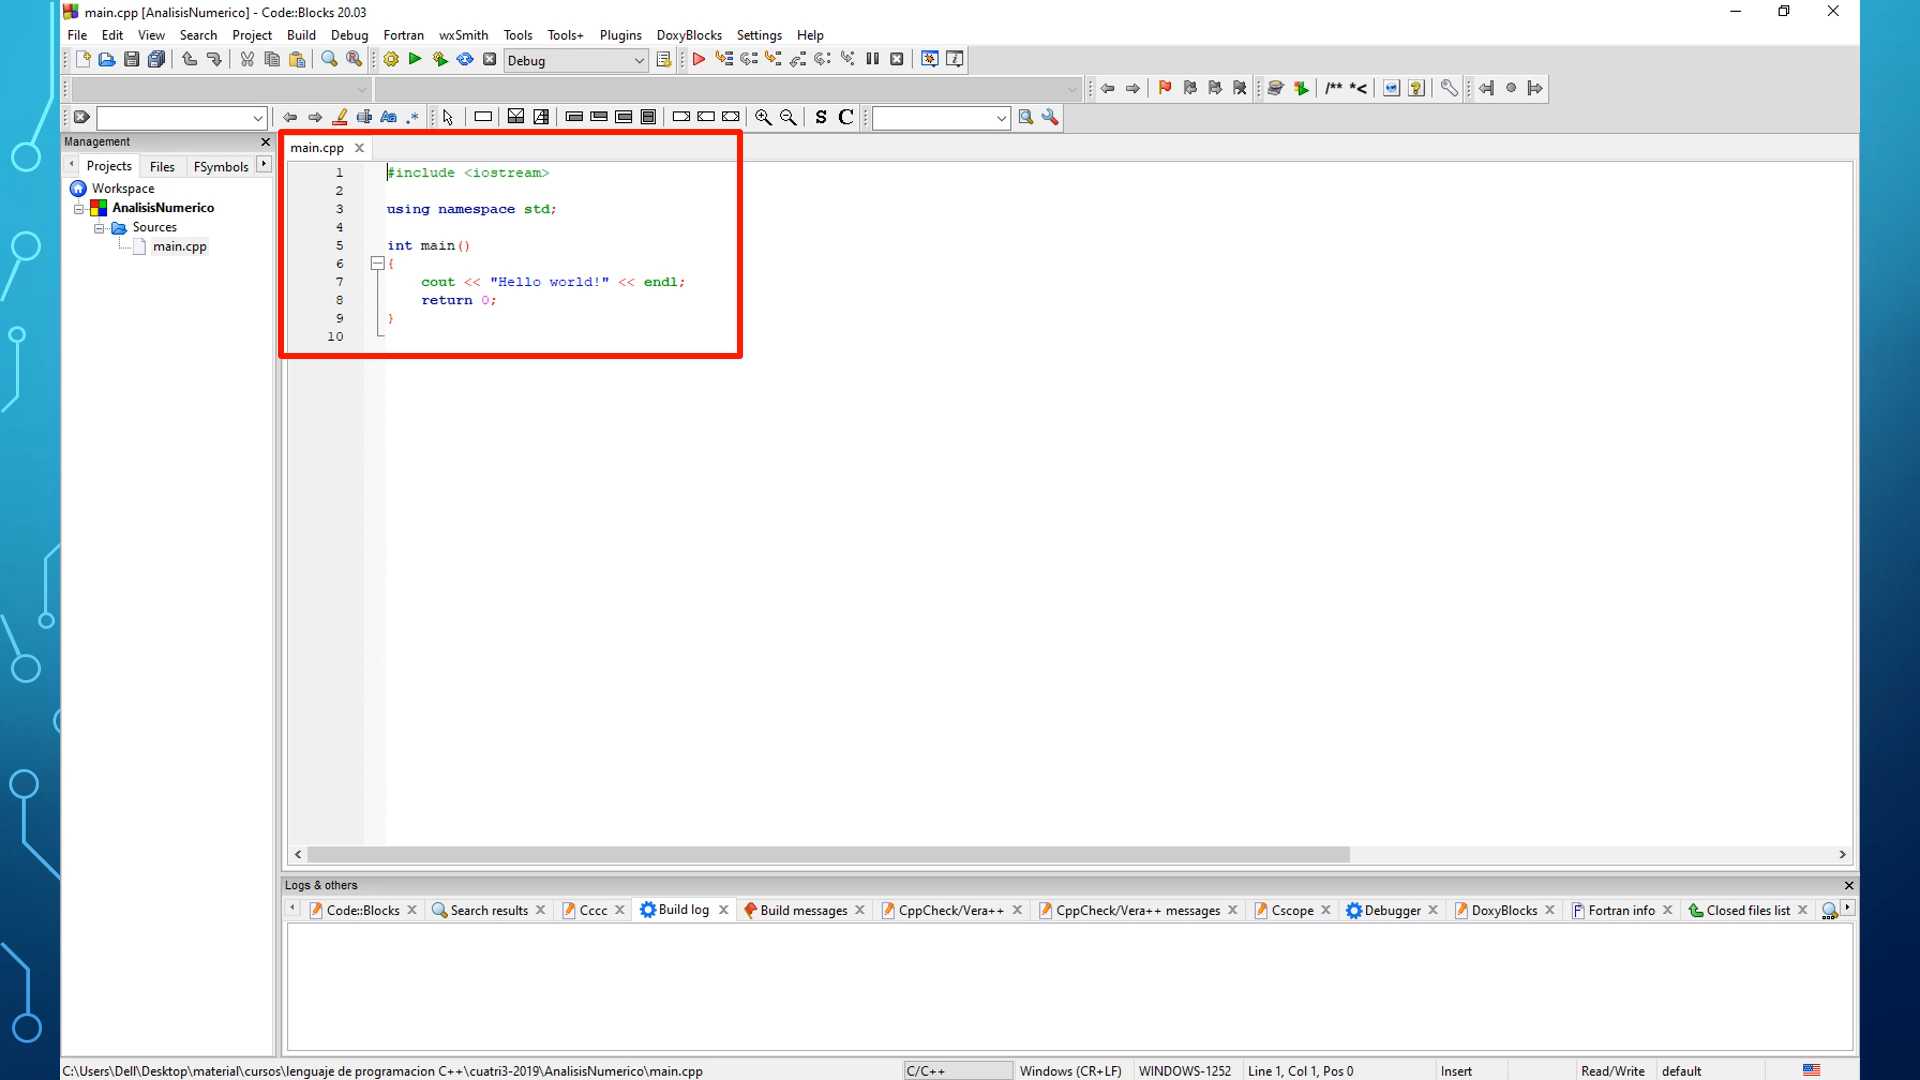 main.cpp [AnalisisNumerico] - Code::Blocks 20.03
File Edit View Search Project Build Debug Fortran wxSmith Tools Tools+ Plugins DoxyBlocks Settings Help
Debug
/** *<
Aa .*
S C
Management
Projects Files FSymbols
Workspace
AnalisisNumerico
Sources
main.cpp
main.cpp
1 #include <iostream>
2
3 using namespace std;
4
5 int main()
6 {
7 cout << "Hello world!" << endl;
8 return 0;
9 }
10
Logs & others
Code::Blocks Search results Cccc Build log Build messages CppCheck/Vera++ CppCheck/Vera++ messages Cscope Debugger DoxyBlocks Fortran info Closed files list
C:\Users\Dell\Desktop\material\cursos\lenguaje de programacion C++\cuatri3-2019\AnalisisNumerico\main.cpp C/C++ Windows (CR+LF) WINDOWS-1252 Line 1, Col 1, Pos 0 Insert Read/Write default